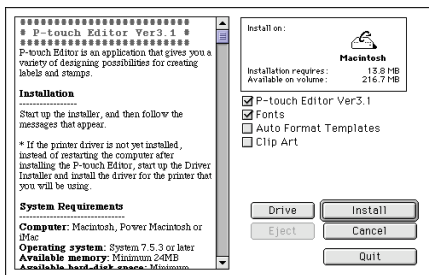 # P-touch Editor Ver3.1 #
P-touch Editor is an application that gives you a
variety of designing possibilities for creating
labels and stamps.
Installation
----------------
Start up the installer, and then follow the
messages that appear.
* If the printer driver is not yet installed,
instead of restarting the computer after
installing the P-touch Editor, start up the Driver
Installer and install the driver for the printer that
you will be using.
System Requirements
-------------------------
Computer: Macintosh, Power Macintosh or
iMac
Operating system: System 7.5.3 or later
Available memory: Minimum 24MB
Available hard-disk space: Minimum
Install on:
Macintosh
Installation requires: 13.8 MB
Available on volume: 216.7 MB
P-touch Editor Ver3.1
Fonts
Auto Format Templates
Clip Art
Drive Install
Eject Cancel
Quit